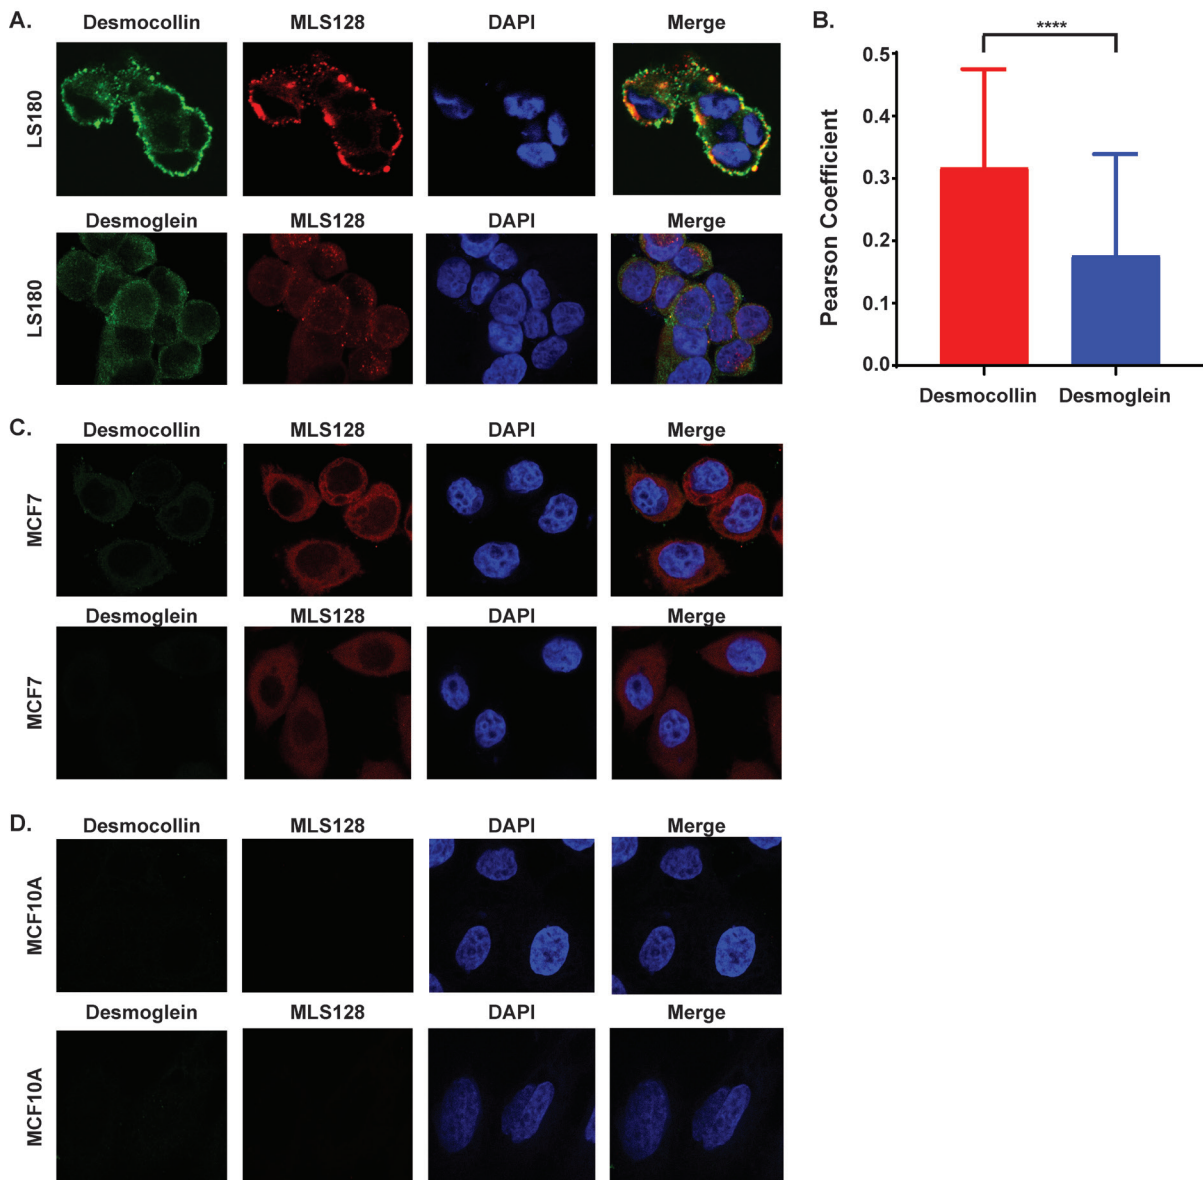 A.
Desmocollin MLS128 DAPI Merge
LS180
Desmoglein MLS128 DAPI Merge
LS180
B.
****
Pearson Coefficient
0.5
0.4
0.3
0.2
0.1
0.0
Desmocollin Desmoglein
C.
Desmocollin MLS128 DAPI Merge
MCF7
Desmoglein MLS128 DAPI Merge
MCF7
D.
Desmocollin MLS128 DAPI Merge
MCF10A
Desmoglein MLS128 DAPI Merge
MCF10A